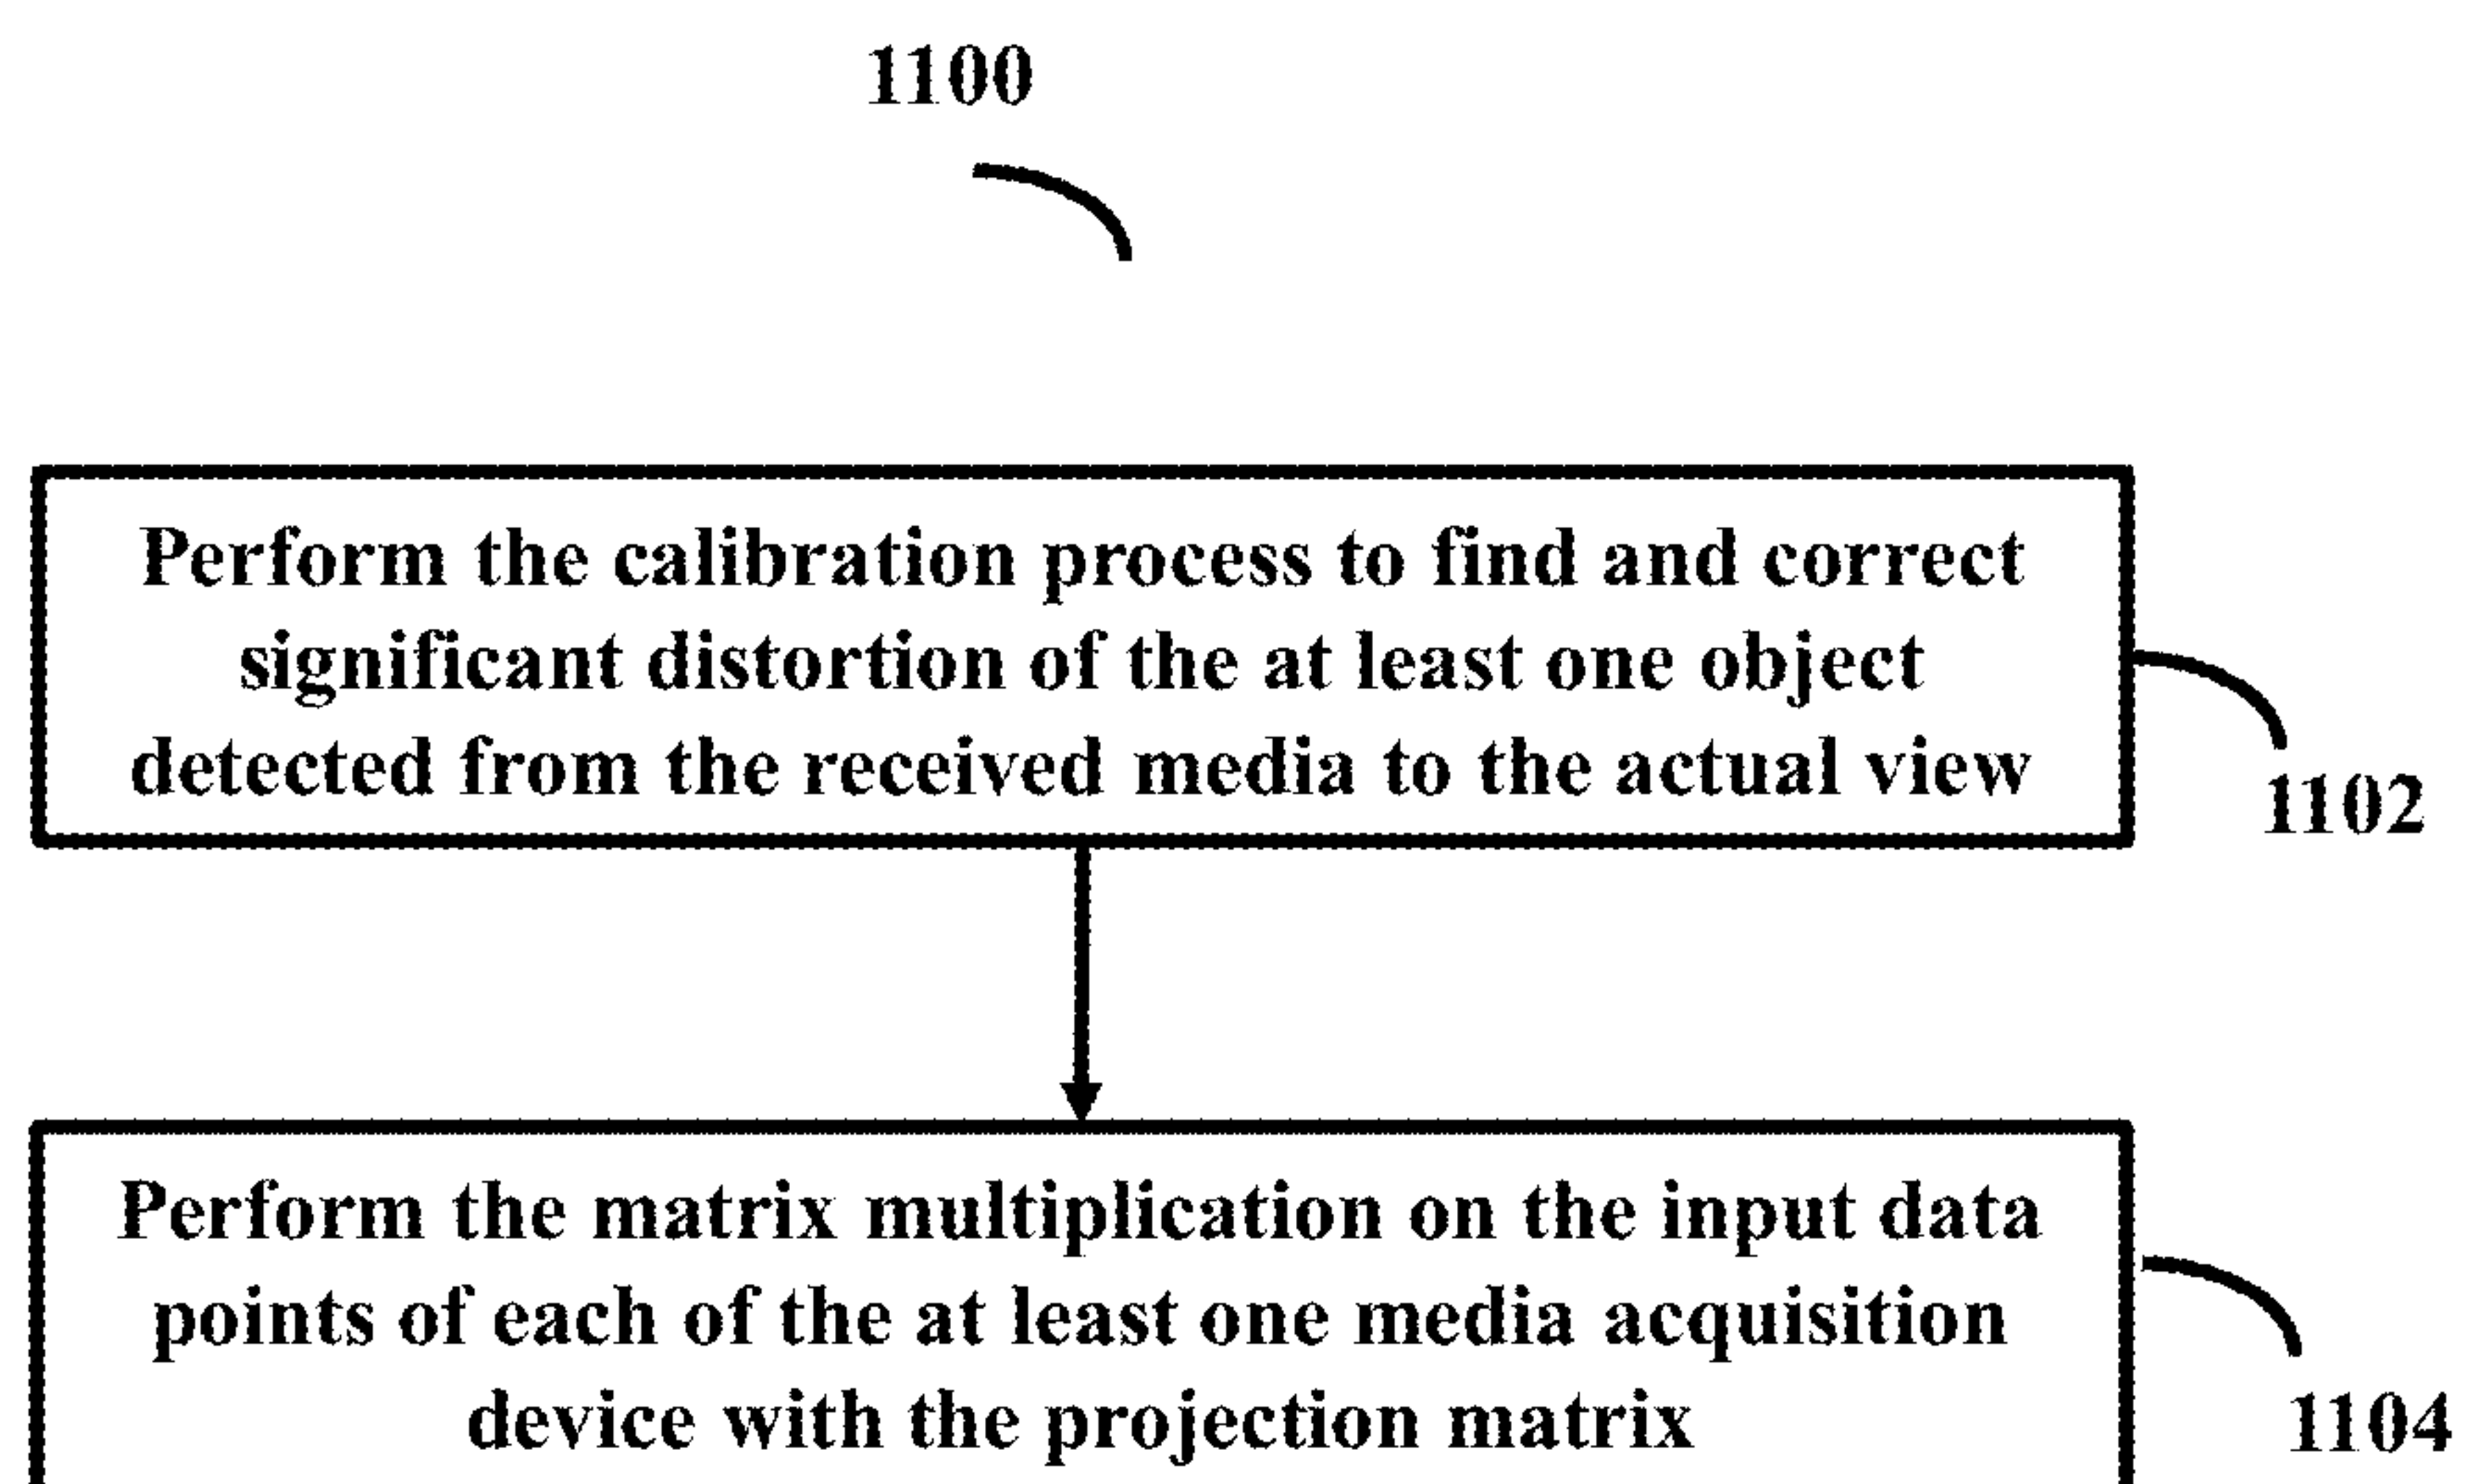 1100
Perform the calibration process to find and correct
significant distortion of the at least one object
detected from the received media to the actual view
1102
Perform the matrix multiplication on the input data
points of each of the at least one media acquisition
device with the projection matrix
1104